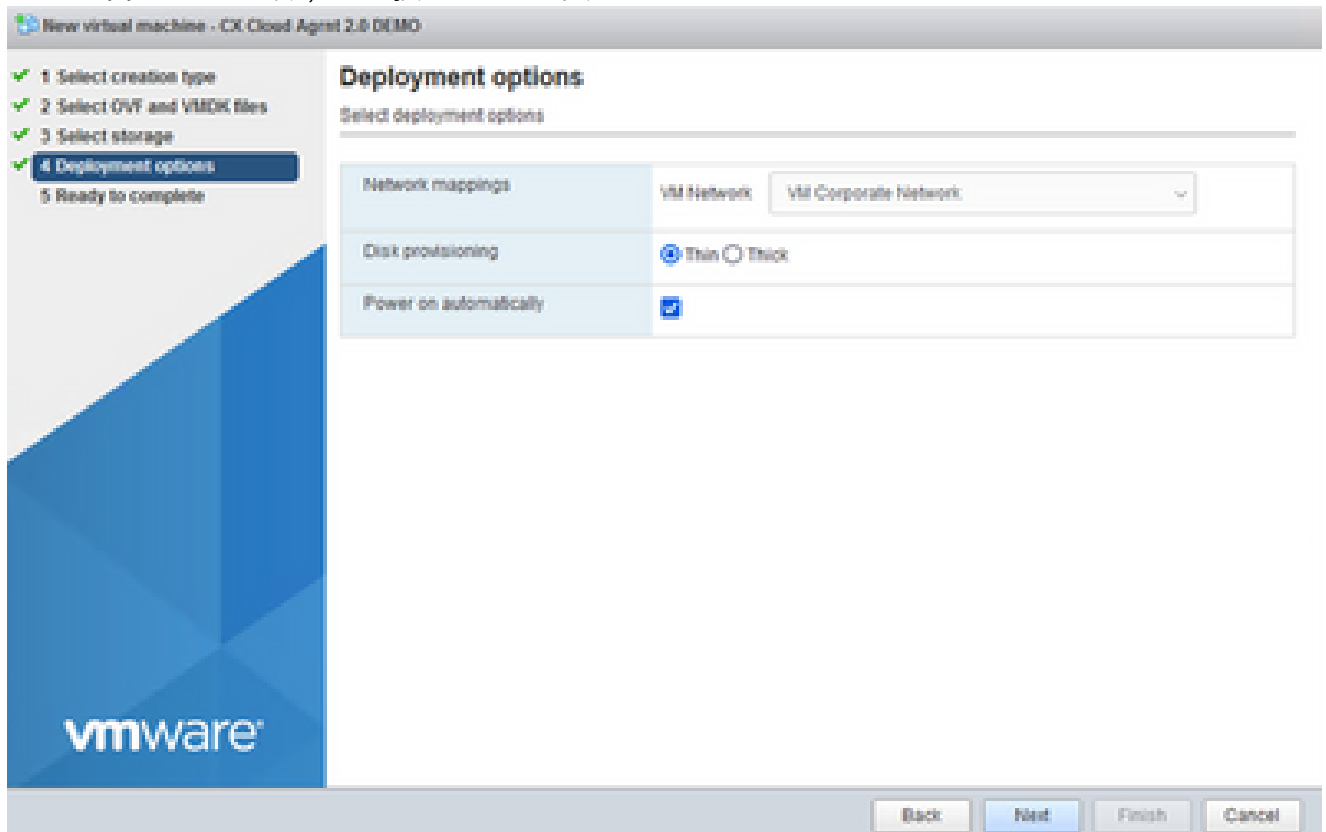 New virtual machine - CX Cloud Agrnt 2.0 DEMO
1 Select creation type
2 Select OVF and VMDK files
3 Select storage
4 Deployment options
5 Ready to complete
Deployment options
Select deployment options
Network mappings
VM Network
VM Corporate Network
Disk provisioning
Thin
Thick
Power on automatically
vmware
Back
Next
Finish
Cancel